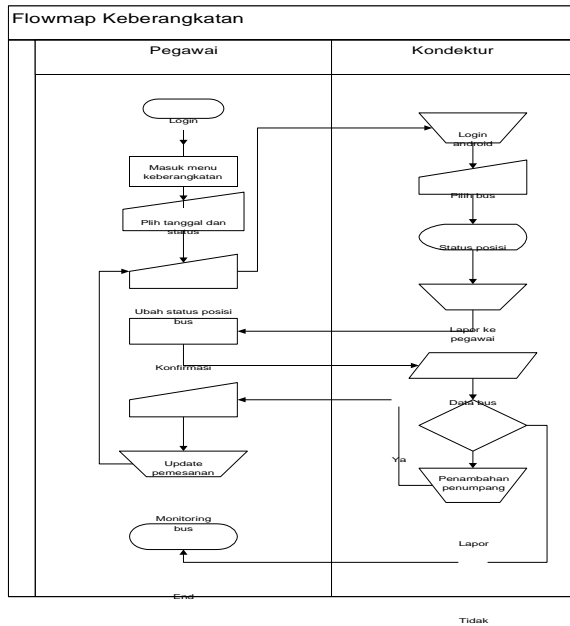 Flowmap Keberangkatan
Pegawai
Kondektur
Login
Masuk menu
keberangkatan
Plih tanggal dan
status
Ubah status posisi
bus
Konfirmasi
Update
pemesanan
Monitoring
bus
End
Login
android
Pilih bus
Status posisi
Lapor ke
pegawai
Data bus
Ya
Penambahan
penumpang
Lapor
Tidak